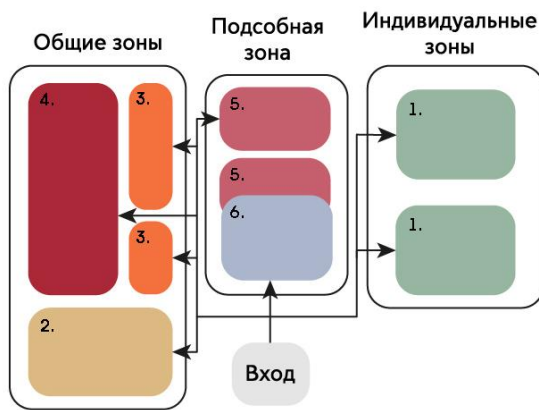 Общие зоны
Подсобная
зона
Индивидуальные
зоны
4.
3.
3.
2.
5.
5.
6.
1.
1.
Вход